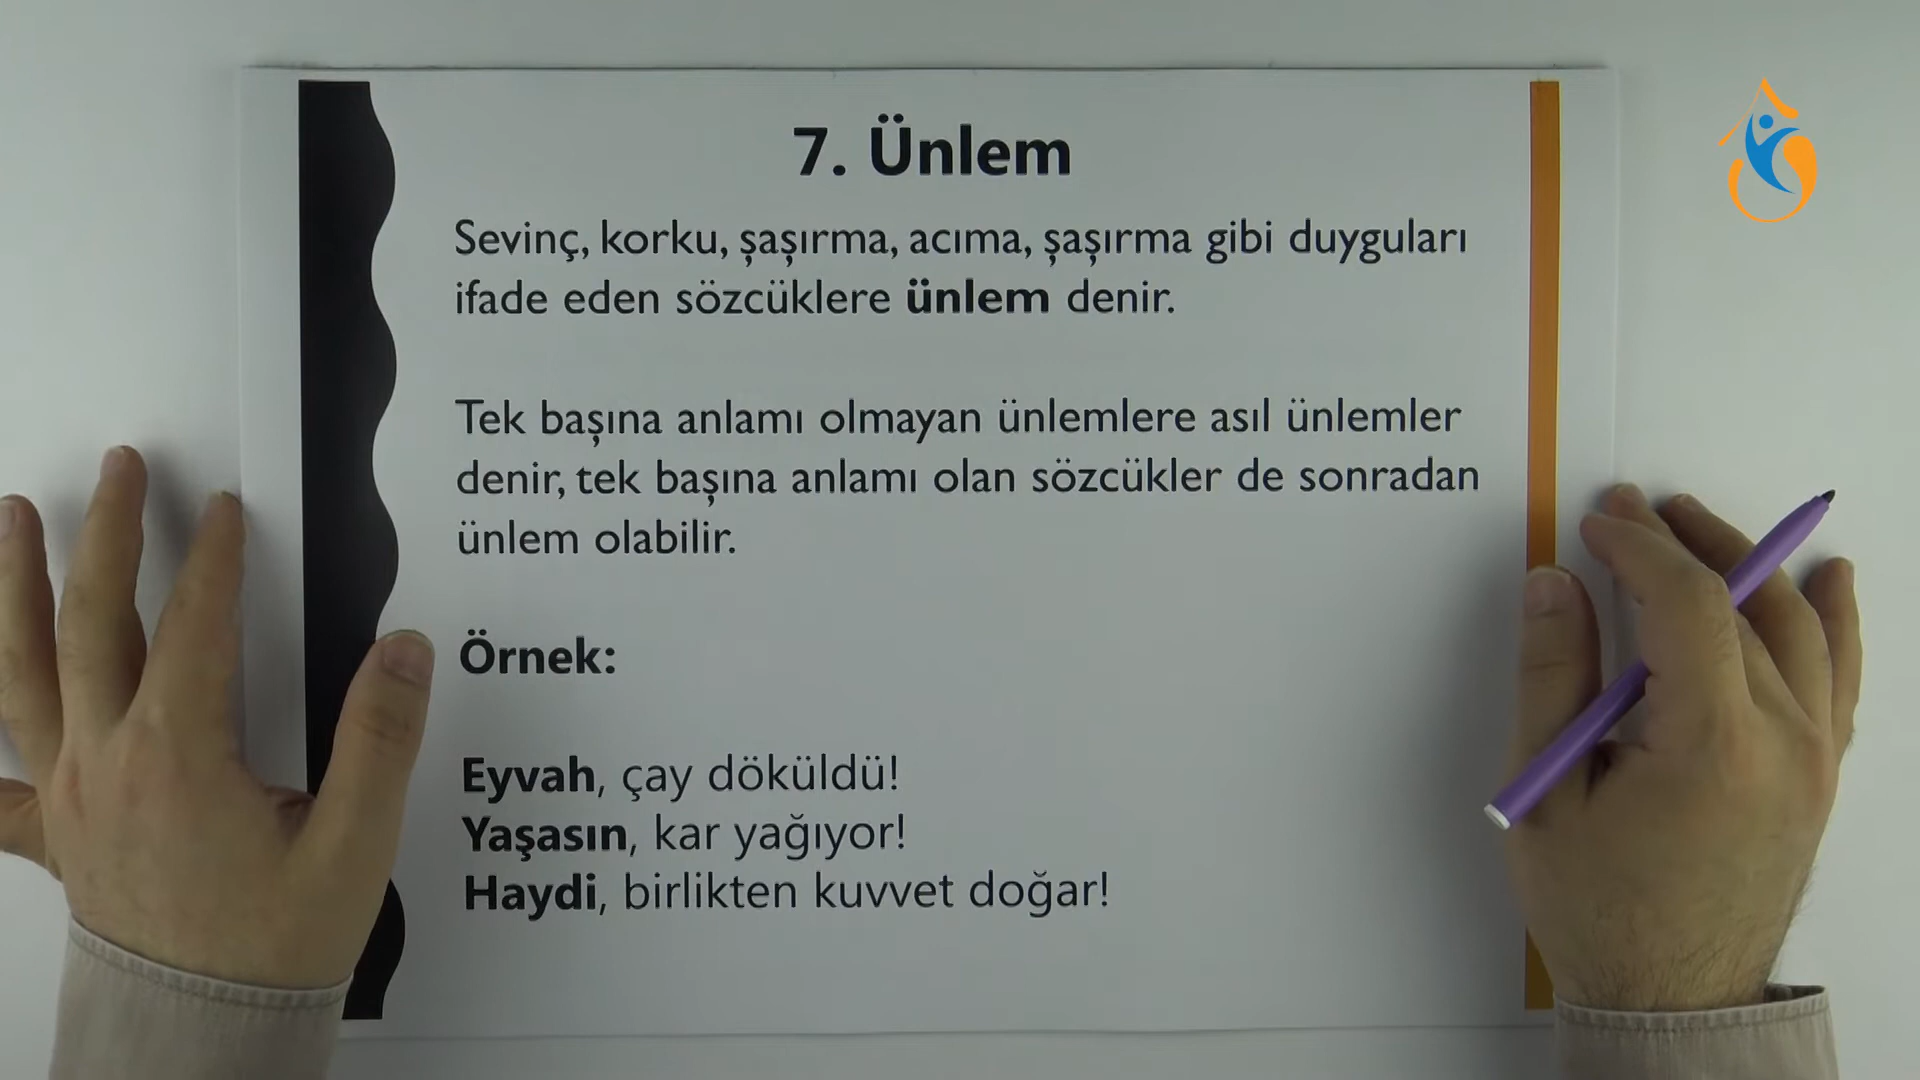 7. Ünlem
Sevinç, korku, şaşırma, acıma, şaşırma gibi duyguları
ifade eden sözcüklere ünlem denir.
Tek başına anlamı olmayan ünlemlere asıl ünlemler
denir, tek başına anlamı olan sözcükler de sonradan
ünlem olabilir.
Örnek:
Eyvah, çay döküldü!
Yaşasın, kar yağıyor!
Haydi, birlikten kuvvet doğar!